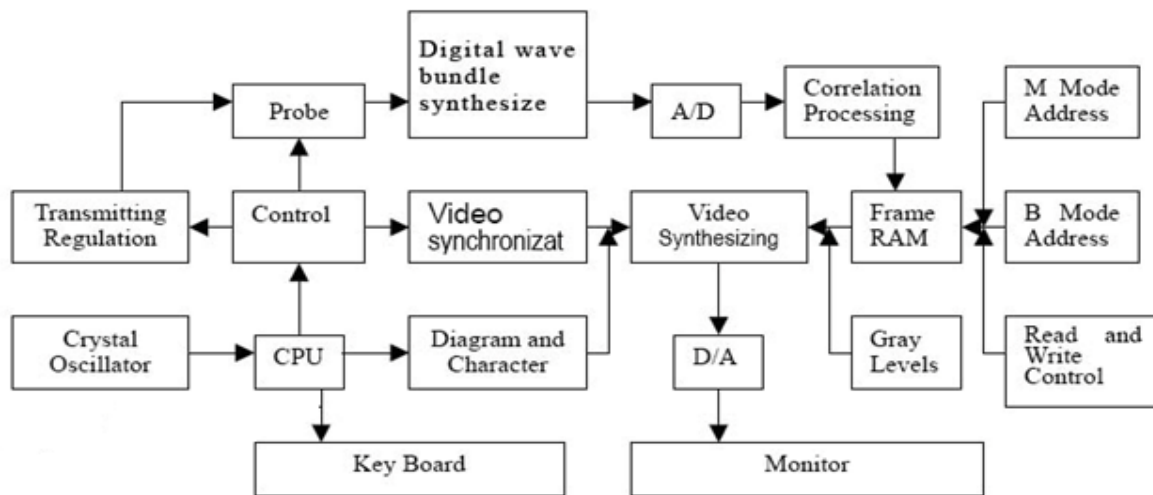 Digital wave
bundle
synthesize
Probe
A/D
Correlation
Processing
M Mode
Address
Transmitting
Regulation
Control
Video
synchronizat
Video
Synthesizing
Frame
RAM
B Mode
Address
Crystal
Oscillator
CPU
Diagram and
Character
D/A
Gray
Levels
Read and
Write
Control
Key Board
Monitor